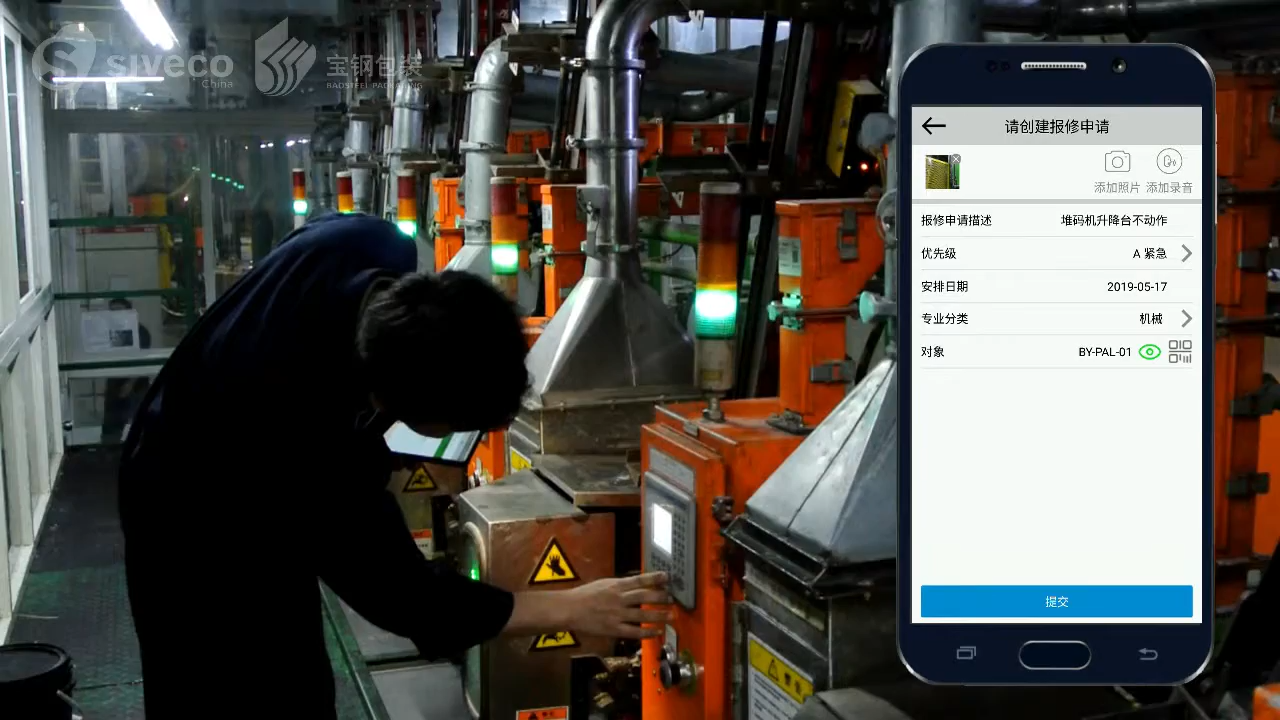 siveco
China
宝钢包装
BAOSTEEL PACKAGING
请创建报修申请
添加照片 添加录音
报修申请描述 堆码机升降台不动作
优先级 A 紧急
安排日期 2019-05-17
专业分类 机械
对象 BY-PAL-01
提交